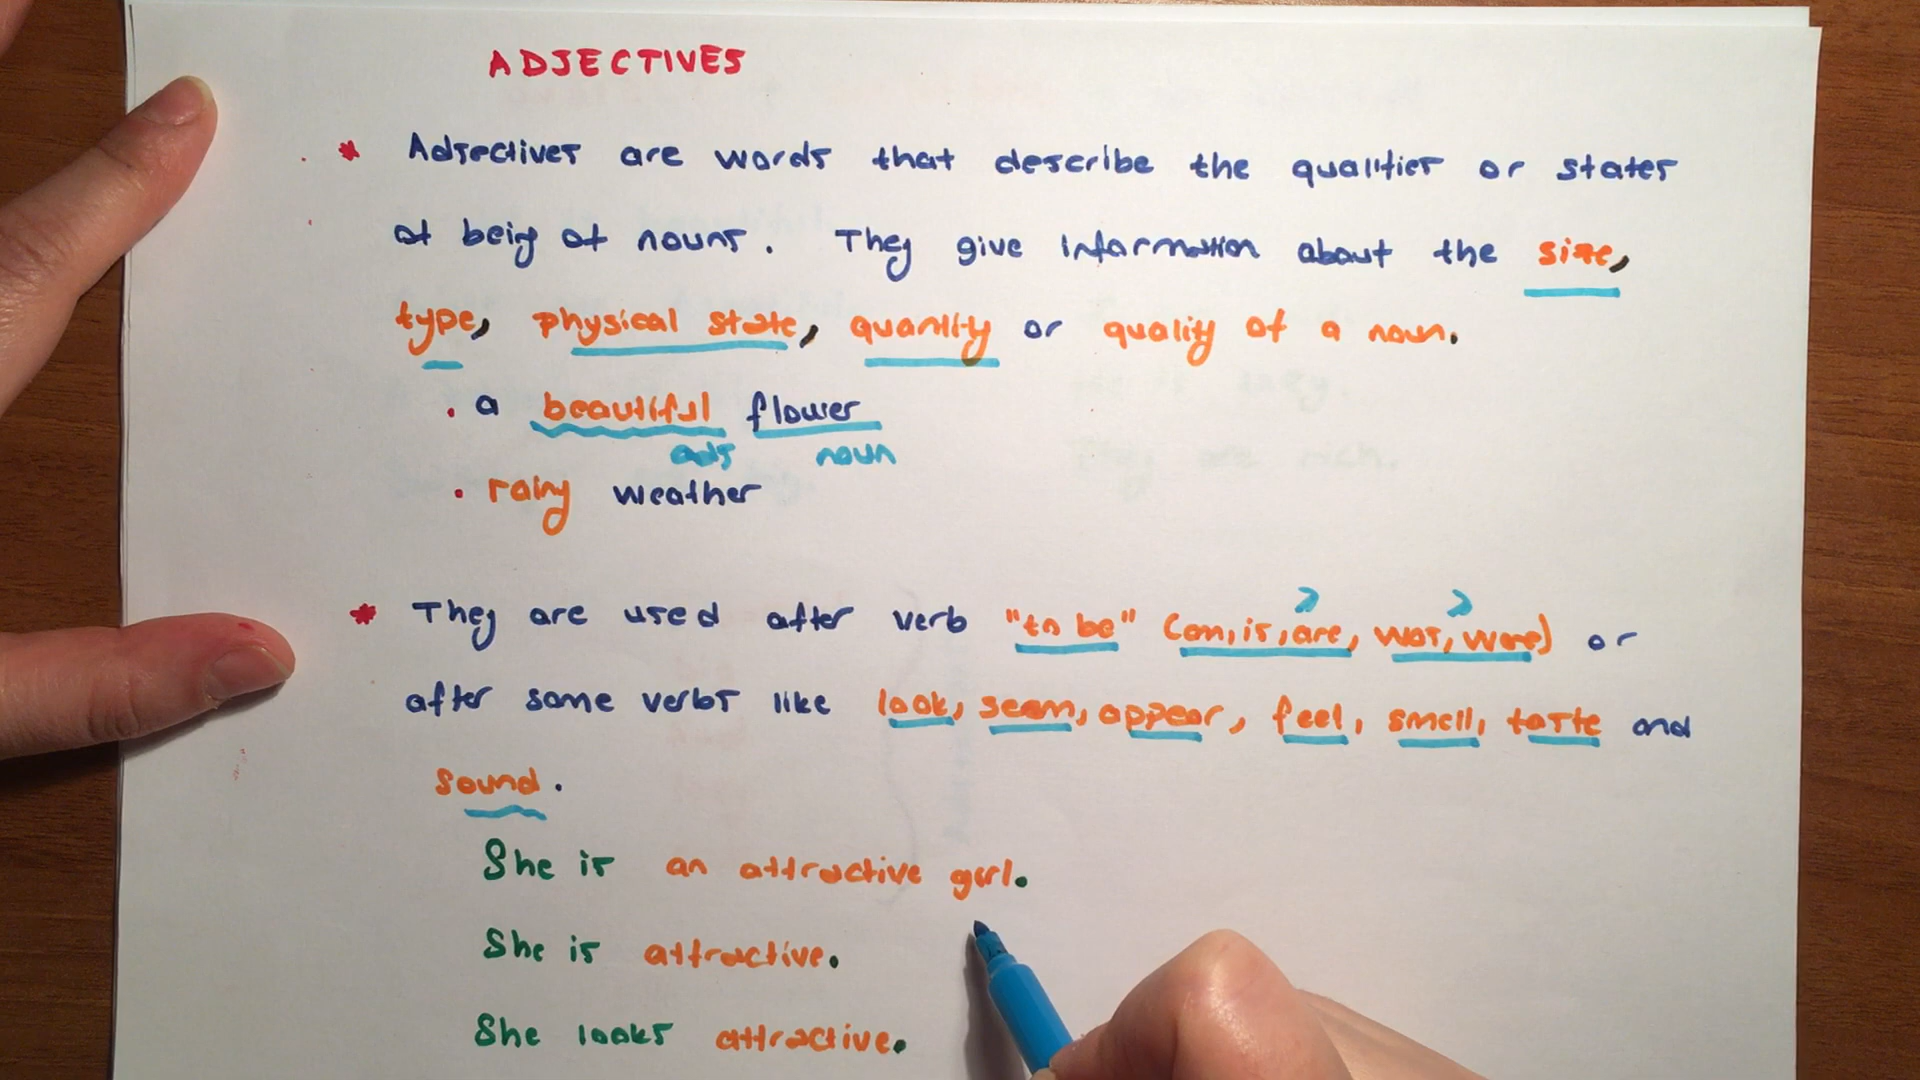 ADJECTIVES
* Adjectives are words that describe the qualities or states
of being of nouns. They give information about the size,
type, physical state, quantity or quality of a noun.
. a beautiful flower
adj noun
. rainy weather
* They are used after verb "to be" (am, is, are, was, were) or
after some verbs like look, seem, appear, feel, smell, taste and
sound.
She is an attractive girl.
She is attractive.
She looks attractive.